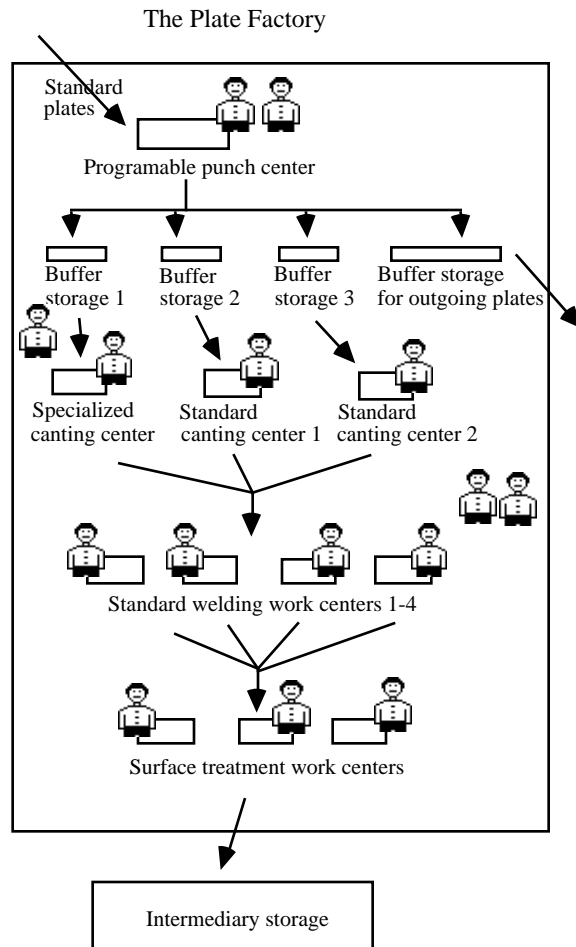 The Plate Factory
Standard
plates
Programable punch center
Buffer
storage 1
Buffer
storage 2
Buffer
storage 3
Buffer storage
for outgoing plates
Specialized
canting center
Standard
canting center 1
Standard
canting center 2
Standard welding work centers 1-4
Surface treatment work centers
Intermediary storage